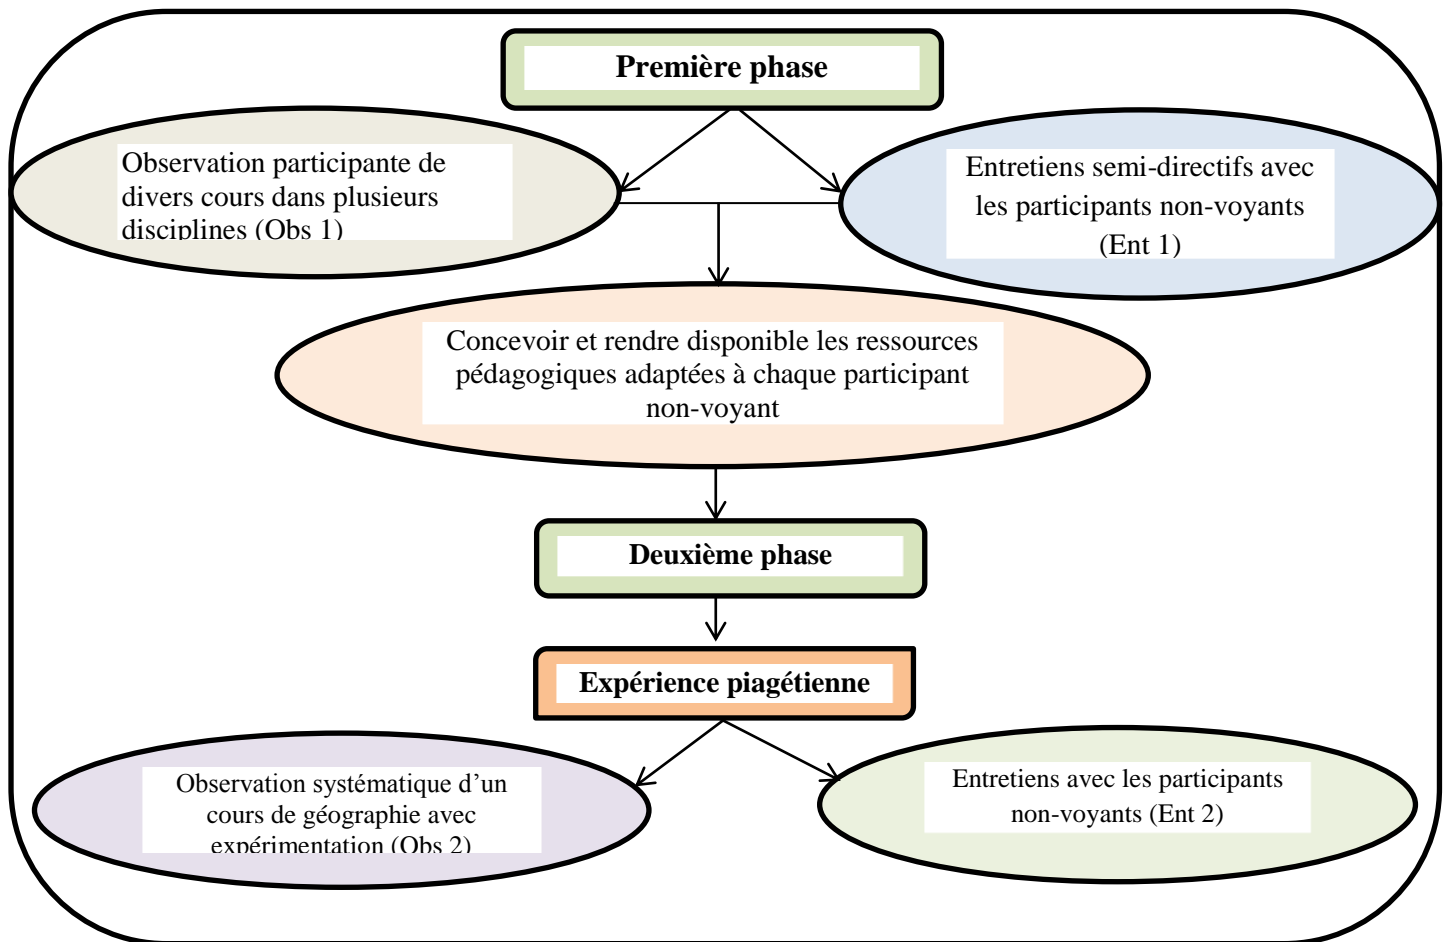 Première phase
Observation participante de
divers cours dans plusieurs
disciplines (Obs 1)
Entretiens semi-directifs avec
les participants non-voyants
(Ent 1)
Concevoir et rendre disponible les ressources
pédagogiques adaptées à chaque participant
non-voyant
Deuxième phase
Expérience piagétienne
Observation systématique d’un
cours de géographie avec
expérimentation (Obs 2)
Entretiens avec les participants
non-voyants (Ent 2)